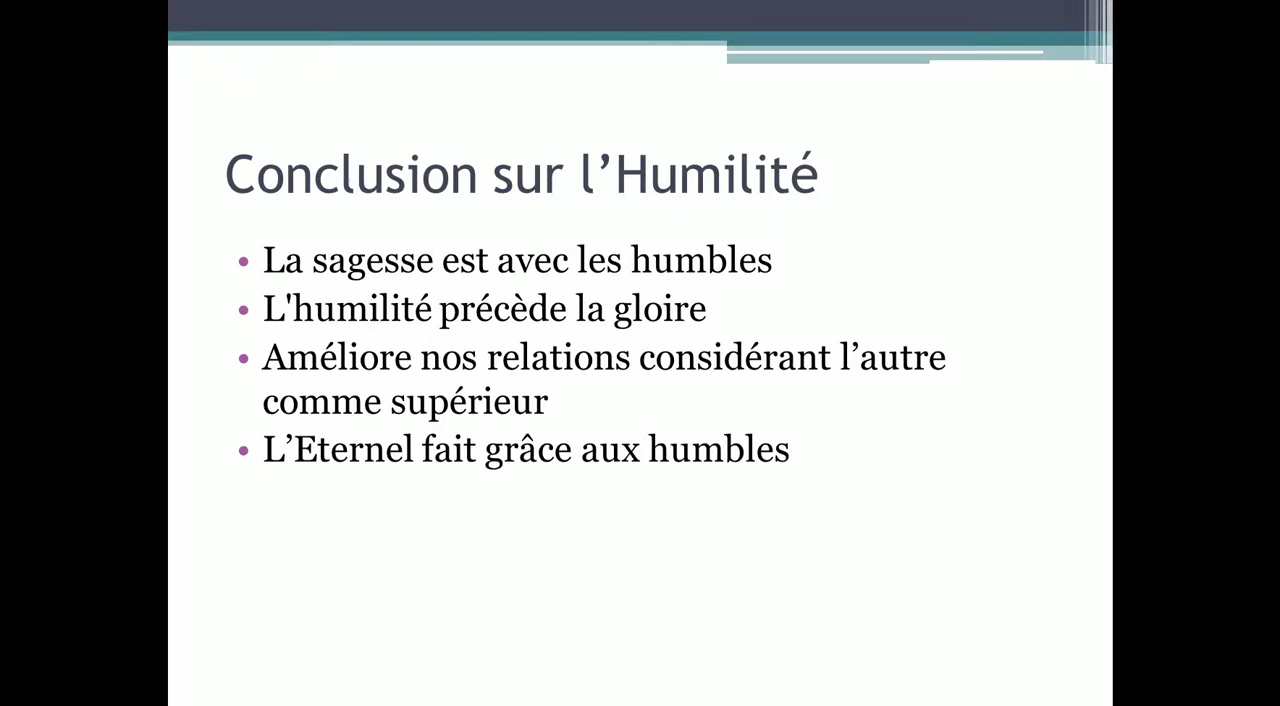 Conclusion sur l’Humilité
• La sagesse est avec les humbles
• L'humilité précède la gloire
• Améliore nos relations considérant l’autre
comme supérieur
• L’Eternel fait grâce aux humbles